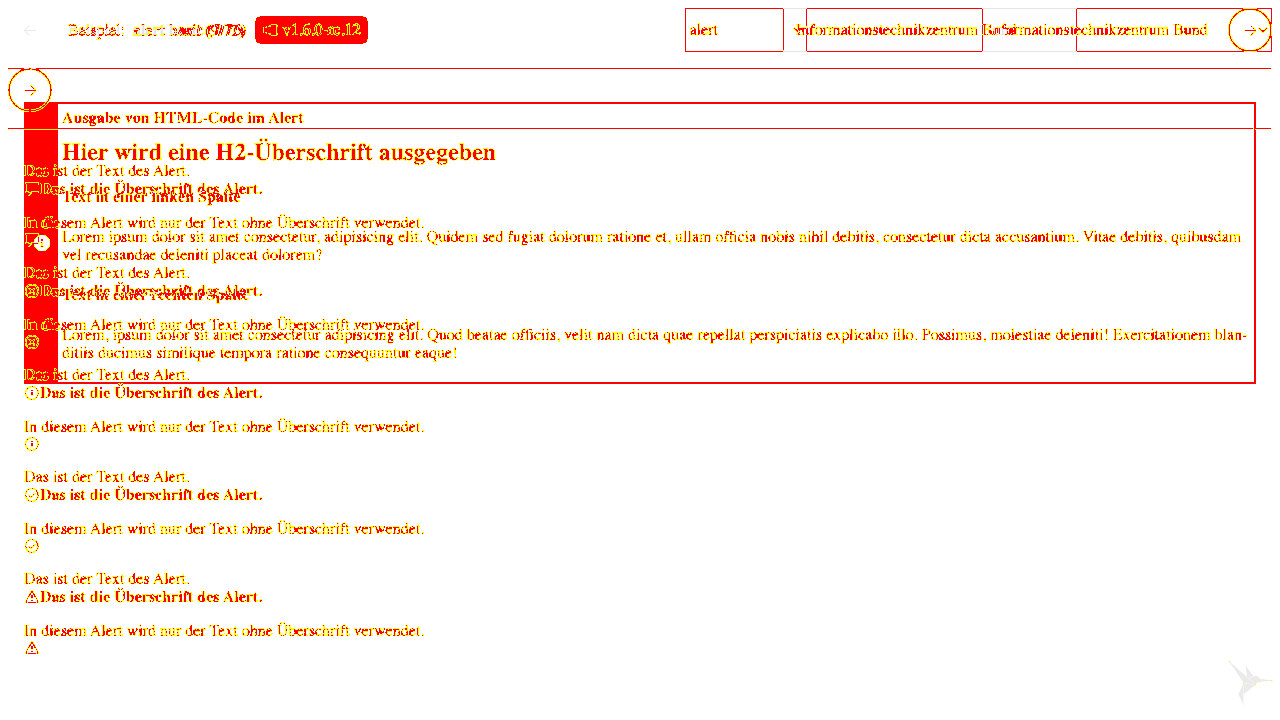 Beispiel: alert v1.6.0-rc.12 alert Informationstechnikzentrum Informationstechnikzentrum Bund
Ausgabe von HTML-Code im Alert
Hier wird eine H2-Überschrift ausgegeben
Das ist der Text des Alert.
Das ist die Überschrift des Alert.
Text in einer linken Spalte
In diesem Alert wird nur der Text ohne Überschrift verwendet.
Lorem ipsum dolor sit amet consectetur, adipisicing elit. Quidem sed fugiat dolorum ratione et, ullam officia nobis nihil debitis, consectetur dicta accusantium. Vitae debitis, quibusdam
vel recusandae deleniti placeat dolorem?
Das ist der Text des Alert.
Das ist die Überschrift des Alert.
Text in einer rechten Spalte
In diesem Alert wird nur der Text ohne Überschrift verwendet.
Lorem, ipsum dolor sit amet consectetur adipisicing elit. Quod beatae officiis, velit nam dicta quae repellat perspiciatis explicabo illo. Possimus, molestiae deleniti! Exercitationem blan-
ditiis ducimus similique tempora ratione consequuntur eaque!
Das ist der Text des Alert.
Das ist die Überschrift des Alert.
In diesem Alert wird nur der Text ohne Überschrift verwendet.
Das ist der Text des Alert.
Das ist die Überschrift des Alert.
In diesem Alert wird nur der Text ohne Überschrift verwendet.
Das ist der Text des Alert.
Das ist die Überschrift des Alert.
In diesem Alert wird nur der Text ohne Überschrift verwendet.